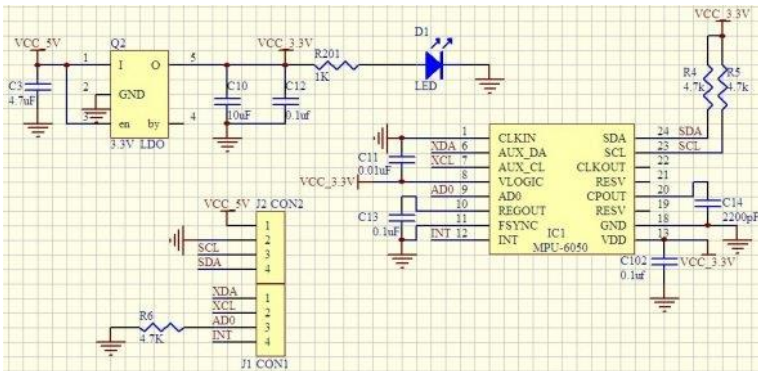 VCC_5V
Q2
1
I
O
5
VCC_3.3V
R201
1K
D1
LED
C3
4.7uF
2
GND
3
en
by
4
3.3V LDO
C10
10uF
C12
0.1uf
VCC_3.3V
R4
4.7k
R5
4.7k
C11
0.01uF
XDA
XCL
VCC_3.3V
AD0
C13
0.1uF
INT
1
6
7
8
9
10
11
12
CLKIN
AUX_DA
AUX_CL
VLOGIC
AD0
REGOUT
FSYNC
INT
SDA
SCL
CLKOUT
RESV
CPOUT
RESV
GND
VDD
IC1
MPU-6050
24
23
22
21
20
19
18
13
SDA
SCL
C14
2200pF
C102
0.1uf
VCC_3.3V
J2 CON2
VCC_5V
SCL
SDA
1
2
3
4
XDA
XCL
AD0
INT
1
2
3
4
R6
4.7K
J1 CON1